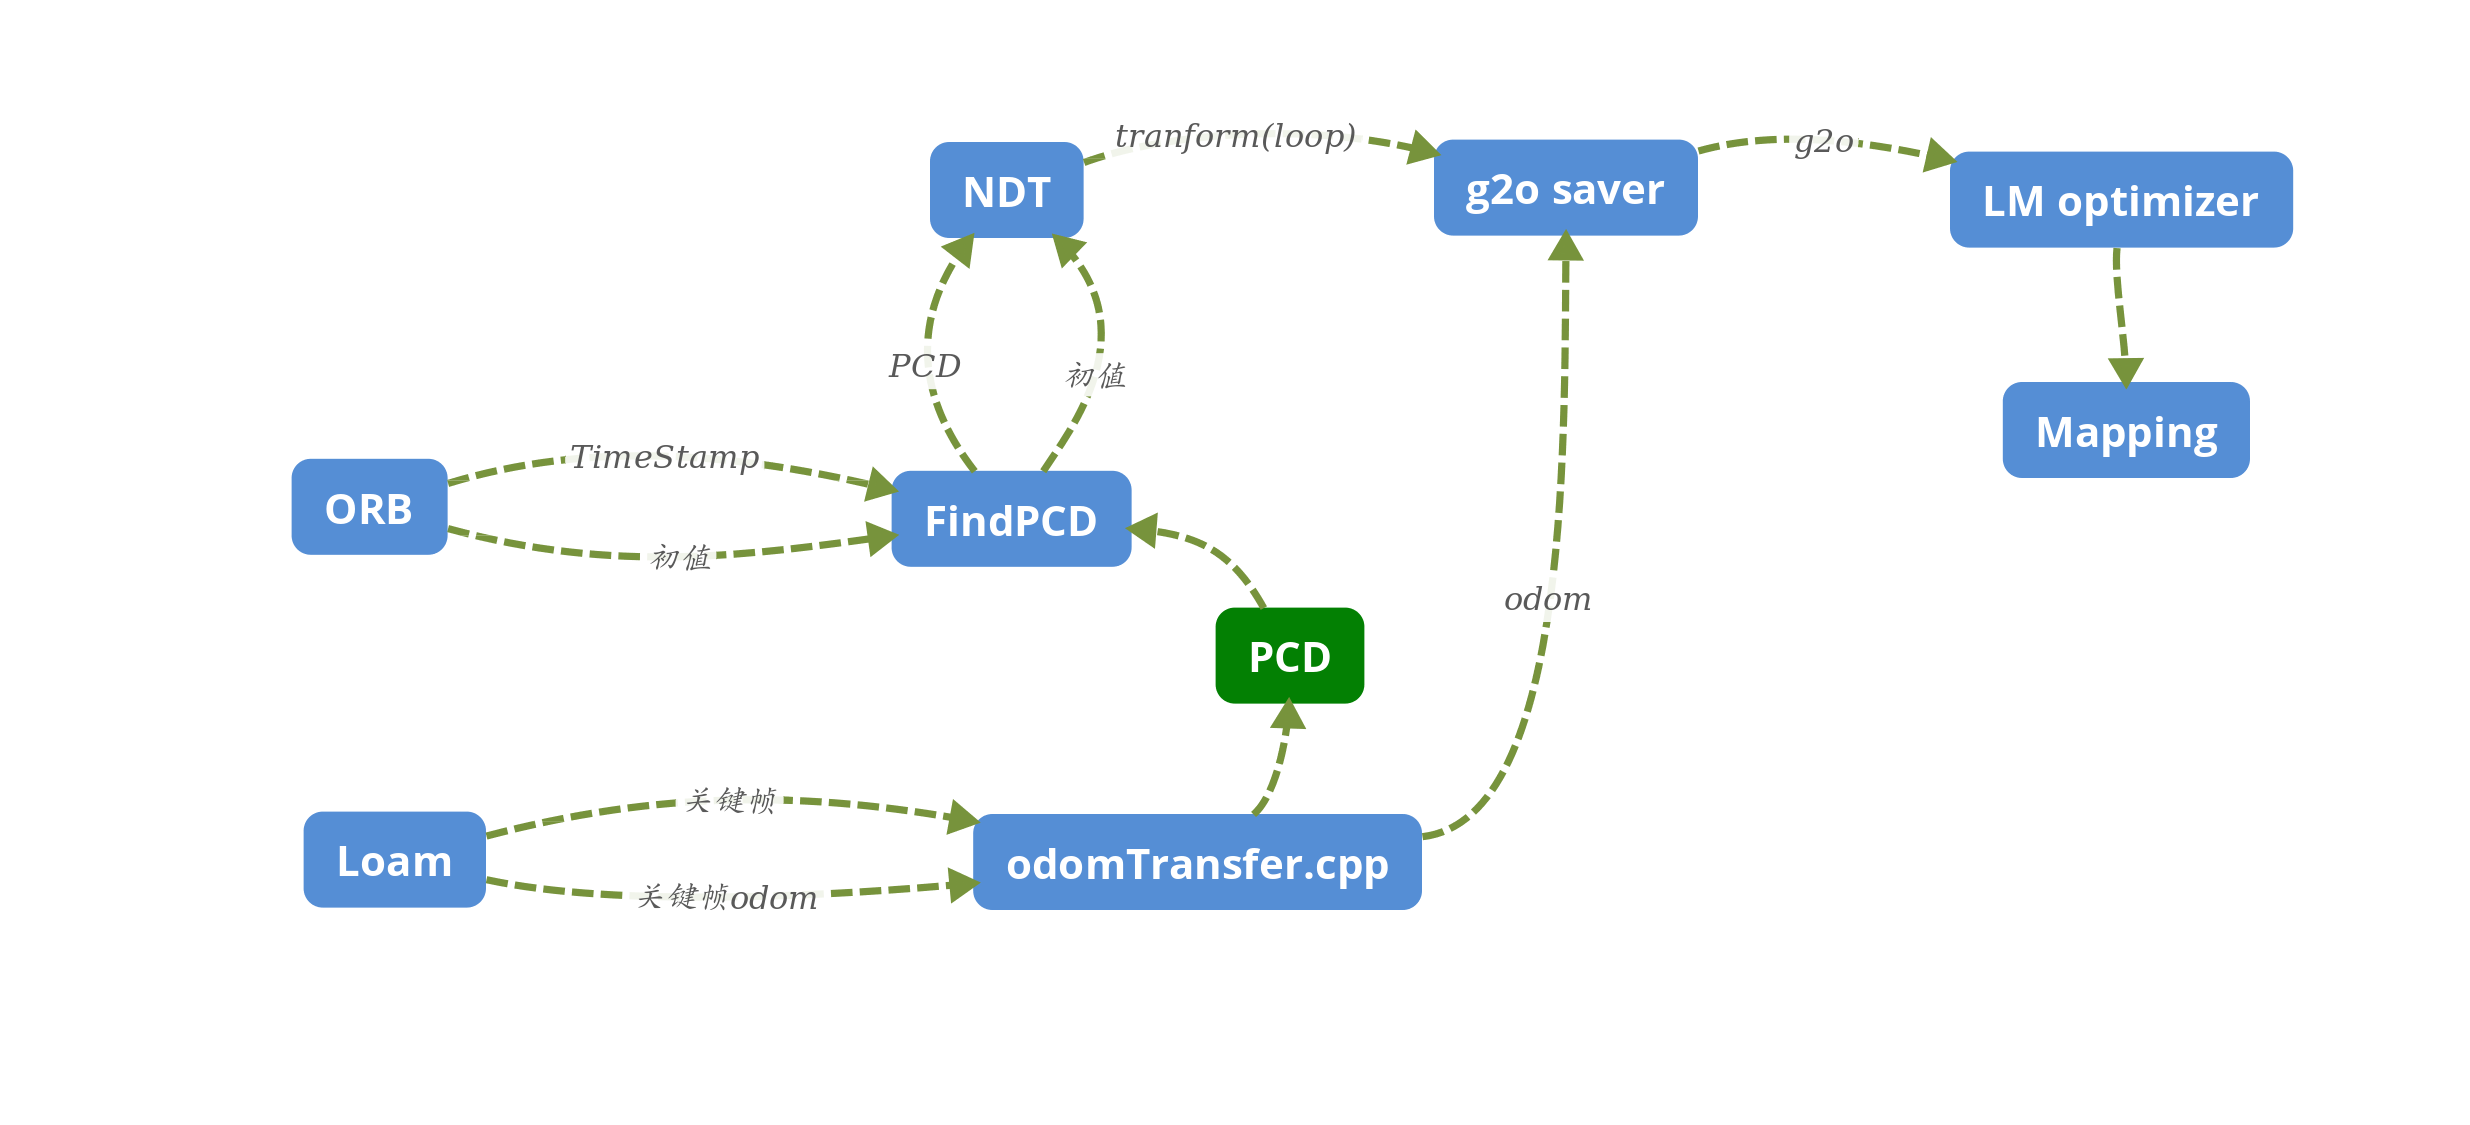 tranform(loop)
g2o
NDT
g2o saver
LM optimizer
PCD
初值
Mapping
TimeStamp
ORB
FindPCD
初值
odom
PCD
关键帧
Loam
odomTransfer.cpp
关键帧odom